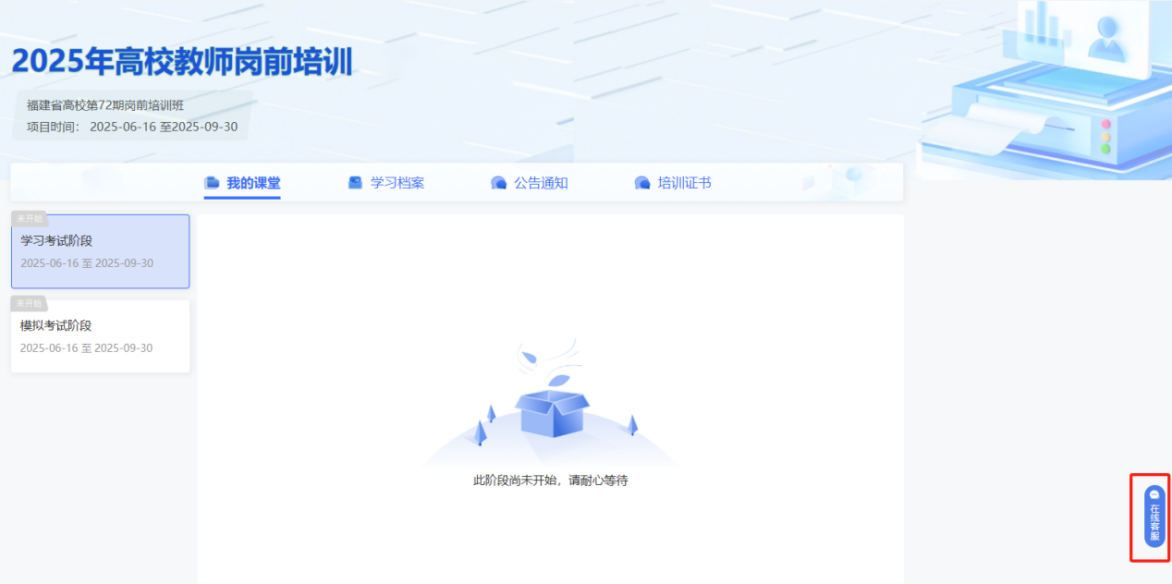 2025年高校教师岗前培训
福建省高校第72期岗前培训班
项目时间： 2025-06-16 至2025-09-30
我的课堂
学习档案
公告通知
培训证书
未开始
学习考试阶段
2025-06-16 至 2025-09-30
未开始
模拟考试阶段
2025-06-16 至 2025-09-30
此阶段尚未开始，请耐心等待
在线客服